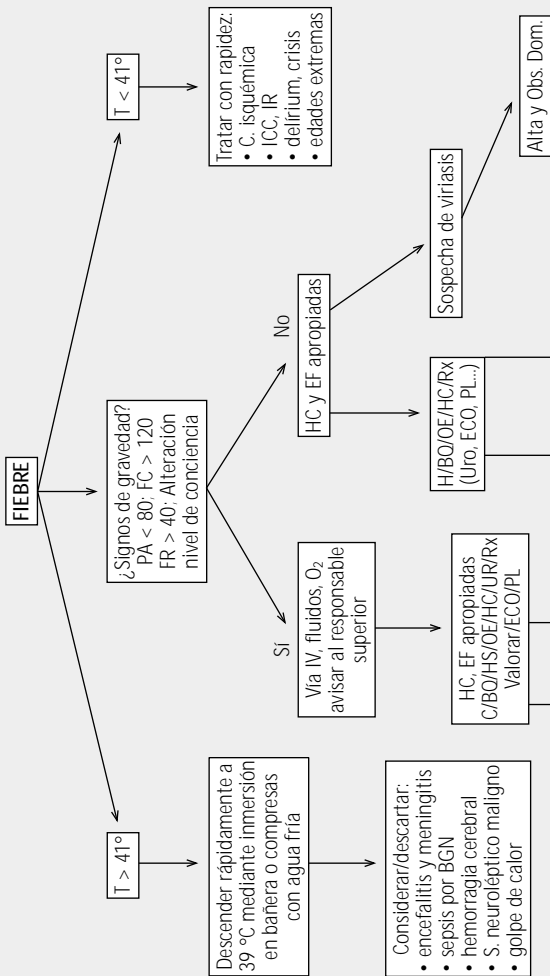 FIEBRE
T > 41°
¿Signos de gravedad?
PA < 80; FC > 120
FR > 40; Alteración
nivel de conciencia
T < 41°
Descender rápidamente a
39 °C mediante inmersión
en bañera o compresas
con agua fría
Considerar/descartar:
• encefalitis y meningitis
• sepsis por BGN
• hemorragia cerebral
• S. neuroléptico maligno
• golpe de calor
Sí
Vía IV, fluidos, O₂
avisar al responsable
superior
HC, EF apropiadas
C/BQ/HS/OE/HC/UR/Rx
Valorar/ECO/PL
No
HC y EF apropiadas
H/BQ/OE/HC/Rx
(Uro, ECO, PL...)
Sospecha de viriasis
Alta y Obs. Dom.
Tratar con rapidez:
• C. isquémica
• ICC, IR
• delirium, crisis
• edades extremas